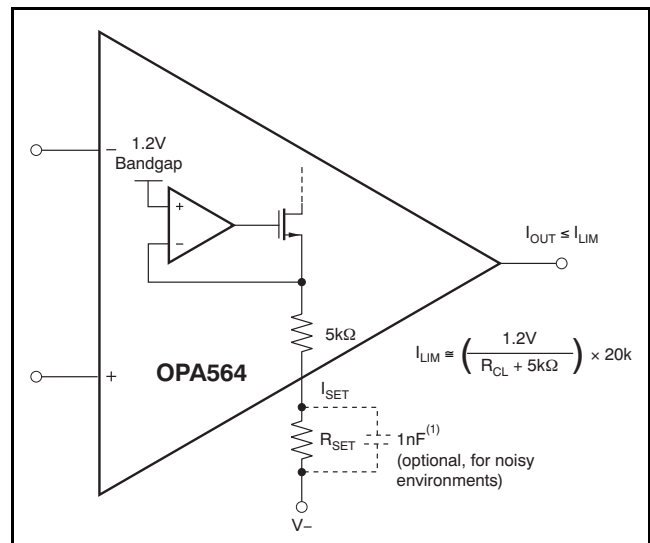 1.2V
Bandgap
−
+
−
+
OPA564
5kΩ
I_SET
R_SET
1nF(1)
(optional, for noisy
environments)
V−
I_OUT ≤ I_LIM
I_LIM ≅ ( 1.2V / R_CL + 5kΩ ) × 20k